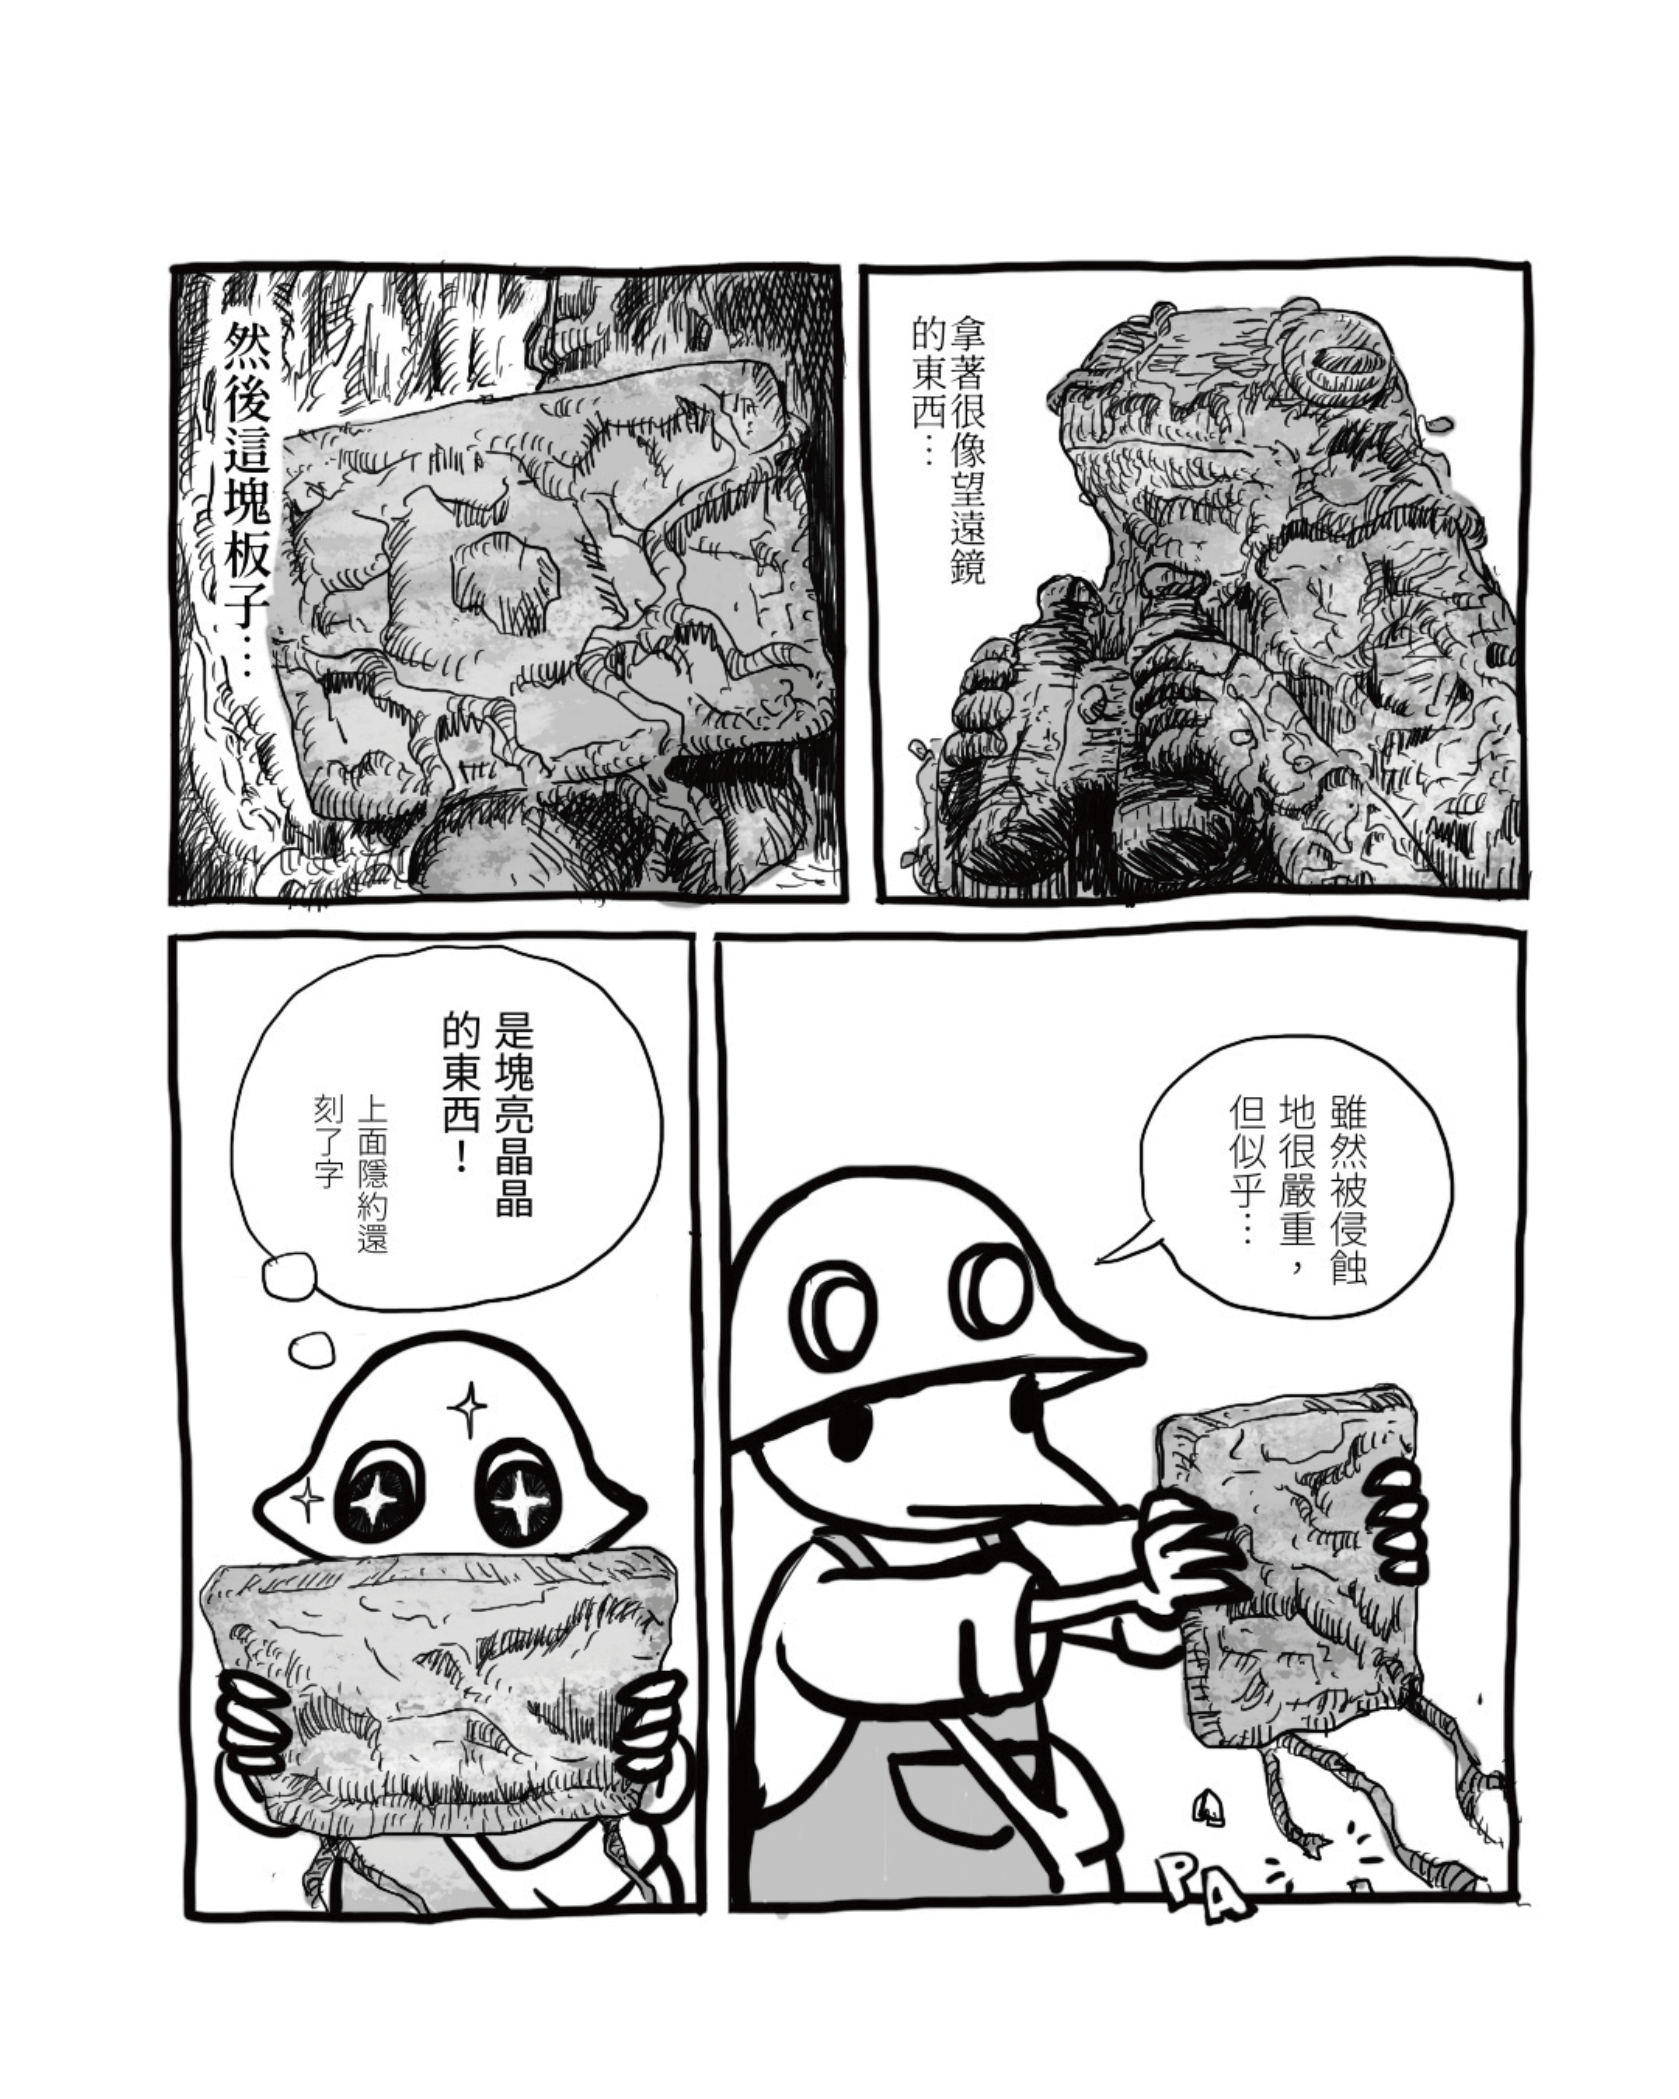 拿著很像望遠鏡
的東西⋯
然後這塊板子⋯
雖然被侵蝕
地很嚴重，
但似乎⋯
PA
是塊亮晶晶
的東西！
上面隱約還
刻了字